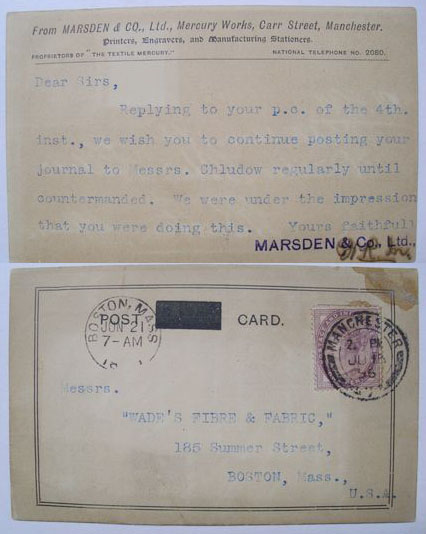 From MARSDEN & CO., Ltd., Mercury Works, Carr Street, Manchester.
Printers, Engravers, and Manufacturing Stationers.
PROPRIETORS OF "THE TEXTILE MERCURY." NATIONAL TELEPHONE NO. 2080.
Dear Sirs,
Replying to your p.c. of the 4th.
inst., we wish you to continue posting your
journal to Messrs. Chludow regularly until
countermanded. We were under the impression
that you were doing this. Yours faithfull
MARSDEN & Co., Ltd.,
POST CARD.
BOSTON, MASS
JUN 21
7-AM
MANCHESTER
Messrs.
"WADE'S FIBRE & FABRIC,"
185 Summer Street,
BOSTON, Mass.,
U.S.A.